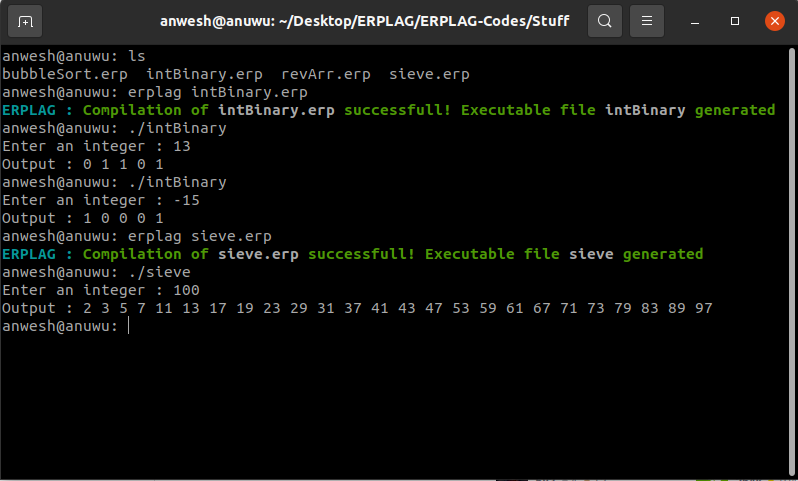 anwesh@anuwu: ~/Desktop/ERPLAG/ERPLAG-Codes/Stuff
anwesh@anuwu: ls
bubbleSort.erp  intBinary.erp  revArr.erp  sieve.erp
anwesh@anuwu: erplag intBinary.erp
ERPLAG : Compilation of intBinary.erp successfull! Executable file intBinary generated
anwesh@anuwu: ./intBinary
Enter an integer : 13
Output : 0 1 1 0 1
anwesh@anuwu: ./intBinary
Enter an integer : -15
Output : 1 0 0 0 1
anwesh@anuwu: erplag sieve.erp
ERPLAG : Compilation of sieve.erp successfull! Executable file sieve generated
anwesh@anuwu: ./sieve
Enter an integer : 100
Output : 2 3 5 7 11 13 17 19 23 29 31 37 41 43 47 53 59 61 67 71 73 79 83 89 97
anwesh@anuwu: